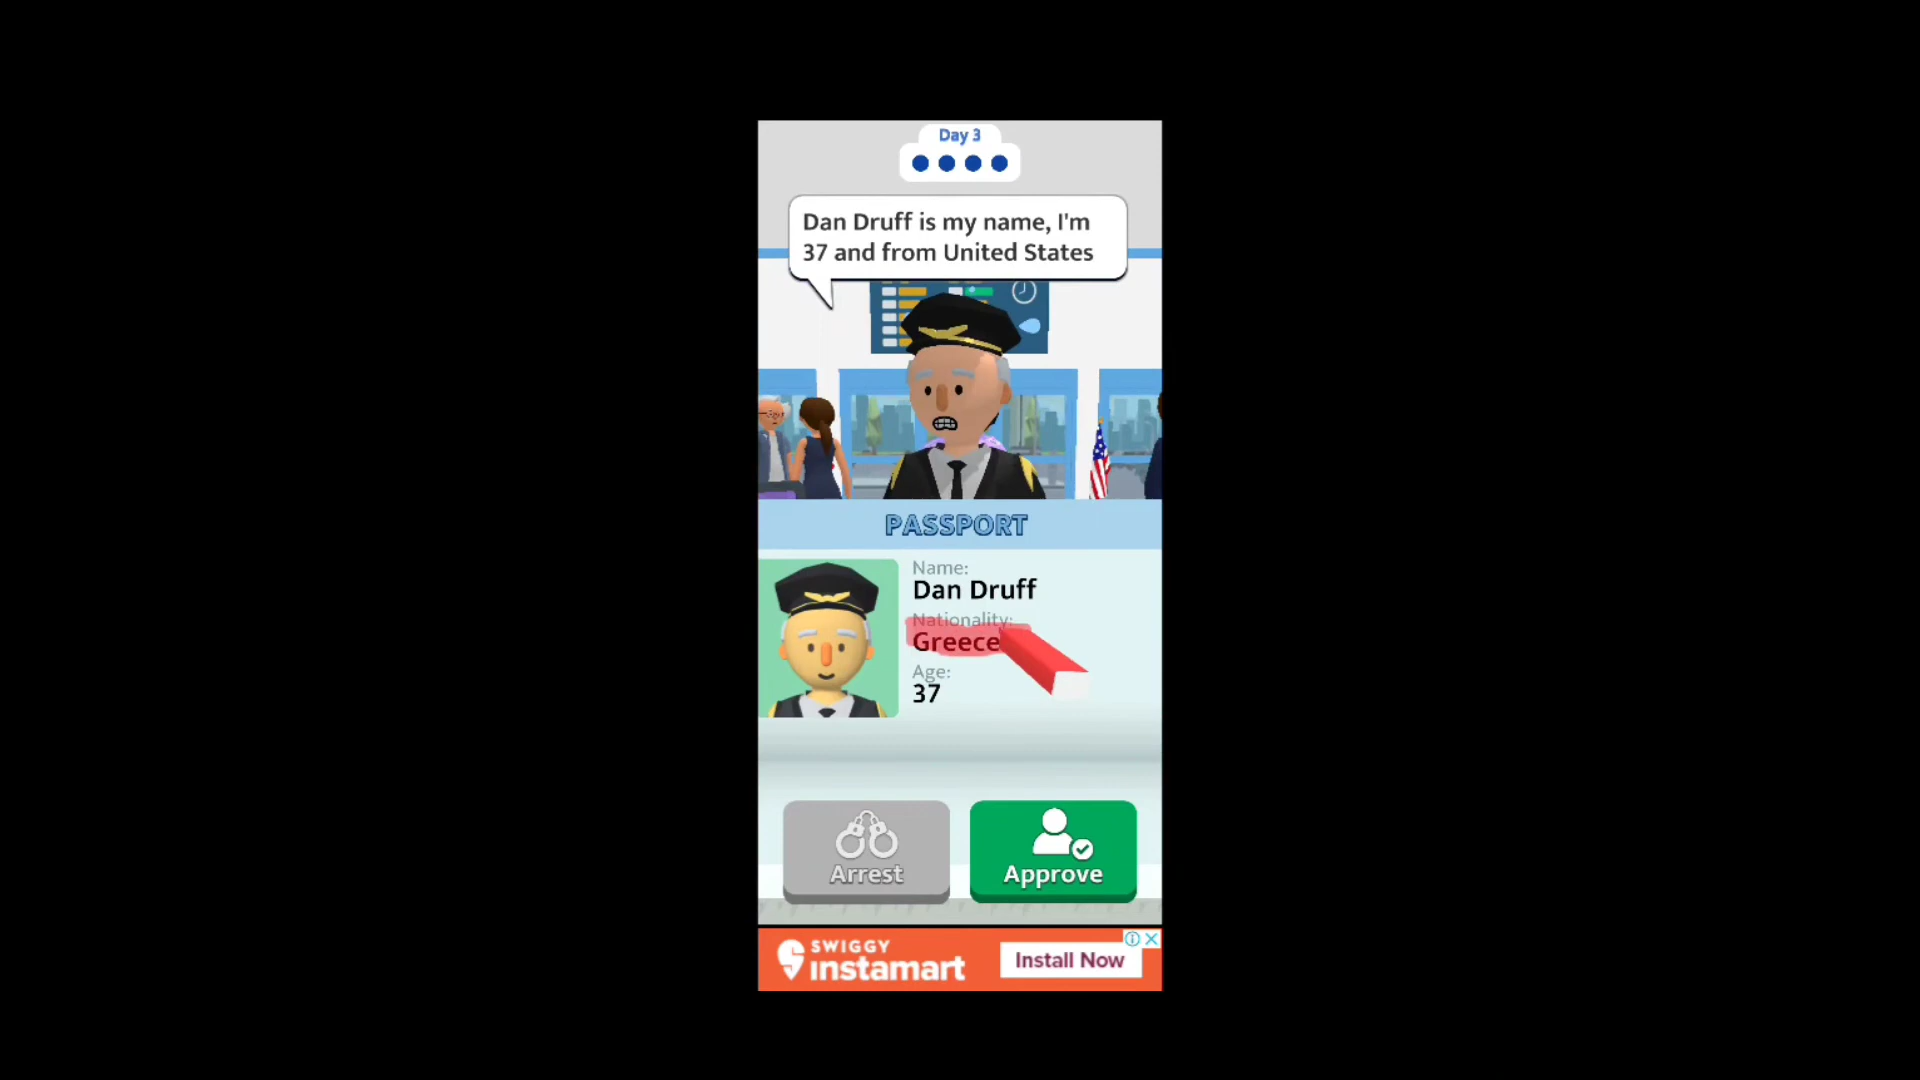 Day 3
Dan Druff is my name, I'm
37 and from United States
PASSPORT
Name:
Dan Druff
Nationality:
Greece
Age:
37
Arrest
Approve
SWIGGY
instamart
Install Now